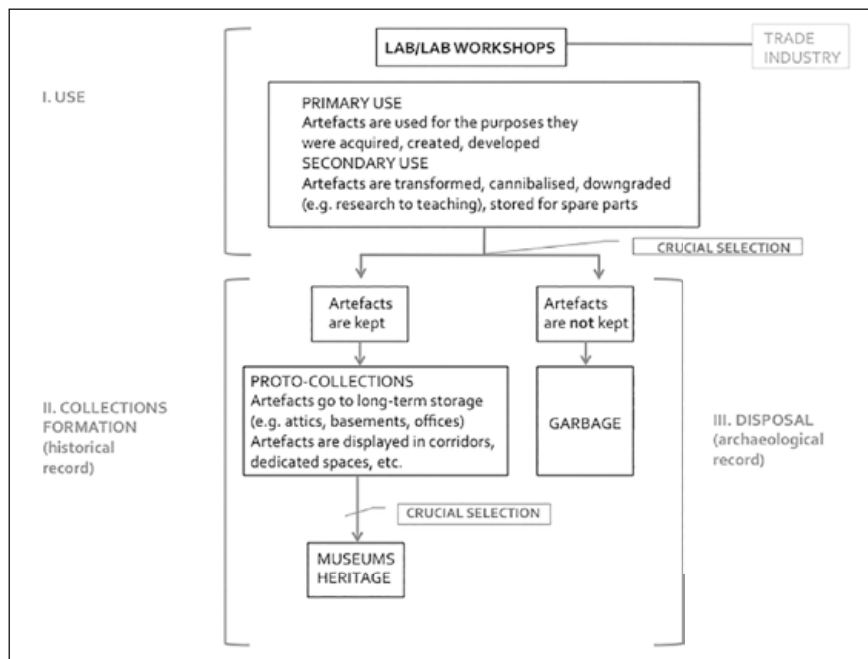 LAB/LAB WORKSHOPS
TRADE
INDUSTRY
I. USE
PRIMARY USE
Artefacts are used for the purposes they
were acquired, created, developed
SECONDARY USE
Artefacts are transformed, cannibalised, downgraded
(e.g. research to teaching), stored for spare parts
CRUCIAL SELECTION
Artefacts
are kept
Artefacts
are not kept
II. COLLECTIONS
FORMATION
(historical
record)
PROTO-COLLECTIONS
Artefacts go to long-term storage
(e.g. attics, basements, offices)
Artefacts are displayed in corridors,
dedicated spaces, etc.
GARBAGE
III. DISPOSAL
(archaeological
record)
CRUCIAL SELECTION
MUSEUMS
HERITAGE